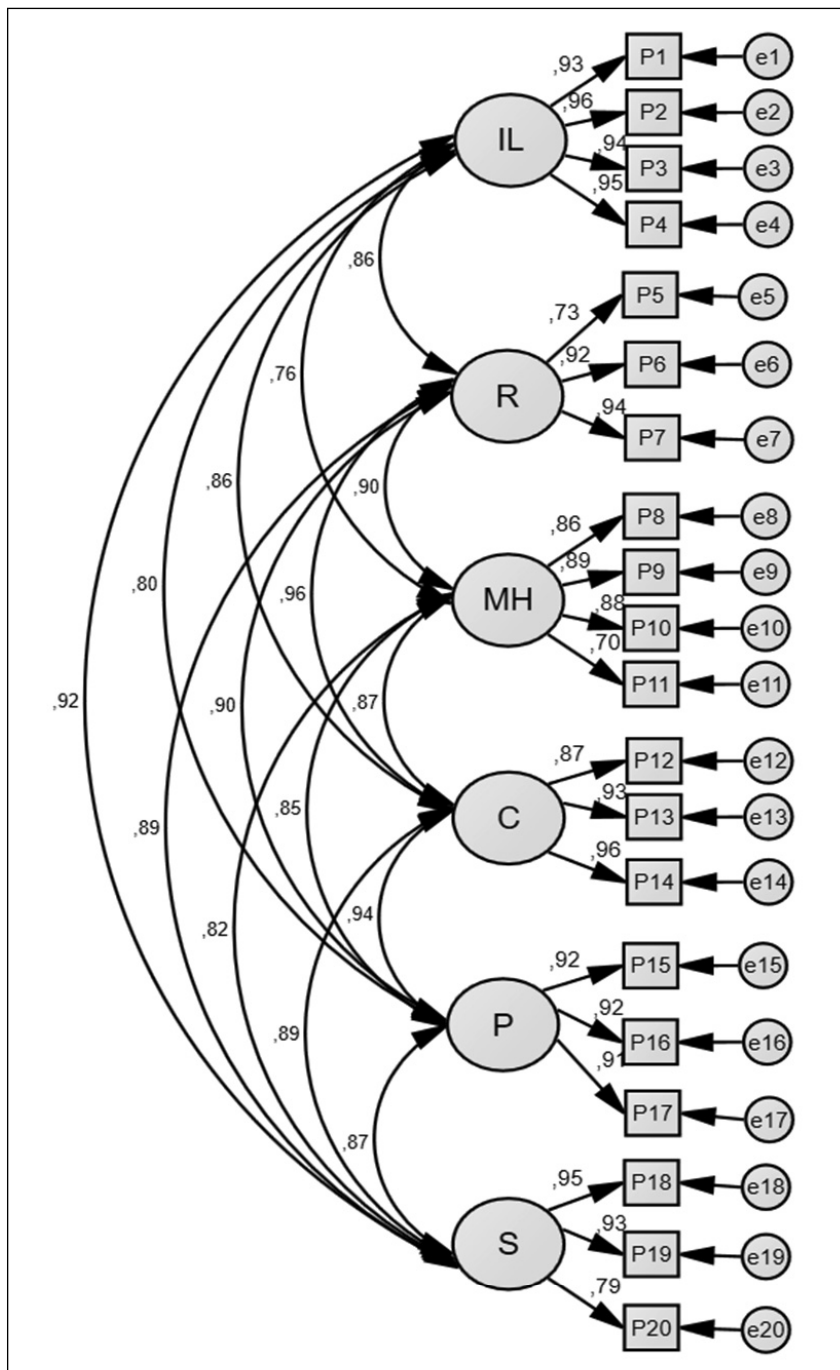 P1 e1
,93
,96 P2 e2
IL
,94 P3 e3
,95
P4 e4
,86
P5 e5
,73
,92 P6 e6
,76
R
,94
P7 e7
,86 ,90
P8 e8
,86
,89 P9 e9
,80 ,96 MH
,88 P10 e10
,70
P11 e11
,92 ,90 ,87
,87 P12 e12
,85 ,93
C P13 e13
,89
,96
P14 e14
,94
,82
,92 P15 e15
,92
P P16 e16
,89
,91
P17 e17
,87
,95 P18 e18
,93
S P19 e19
,79
P20 e20